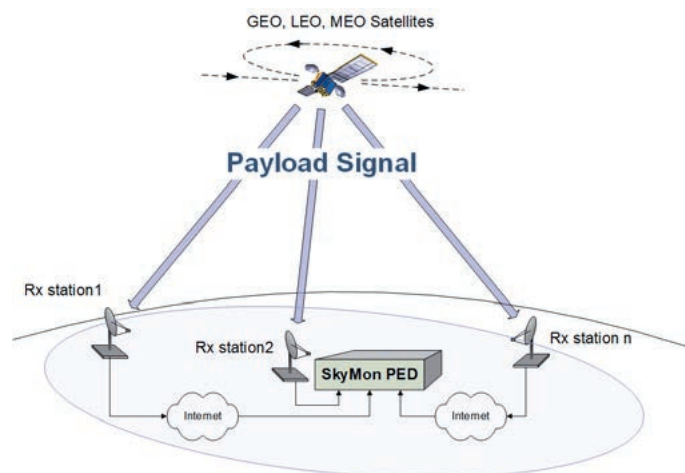 GEO, LEO, MEO Satellites
Payload Signal
Rx station1
Rx station2
Rx station n
SkyMon PED
Internet
Internet